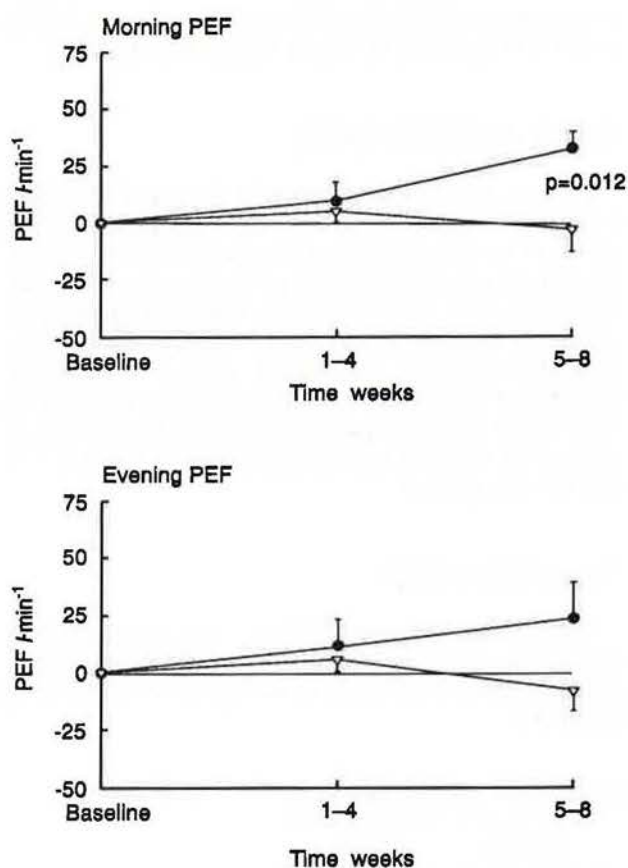 Morning PEF
75
50
25
0
-25
-50
PEF l·min⁻¹
p=0.012
Baseline
1–4
5–8
Time weeks
Evening PEF
75
50
25
0
-25
-50
PEF l·min⁻¹
Baseline
1–4
5–8
Time weeks